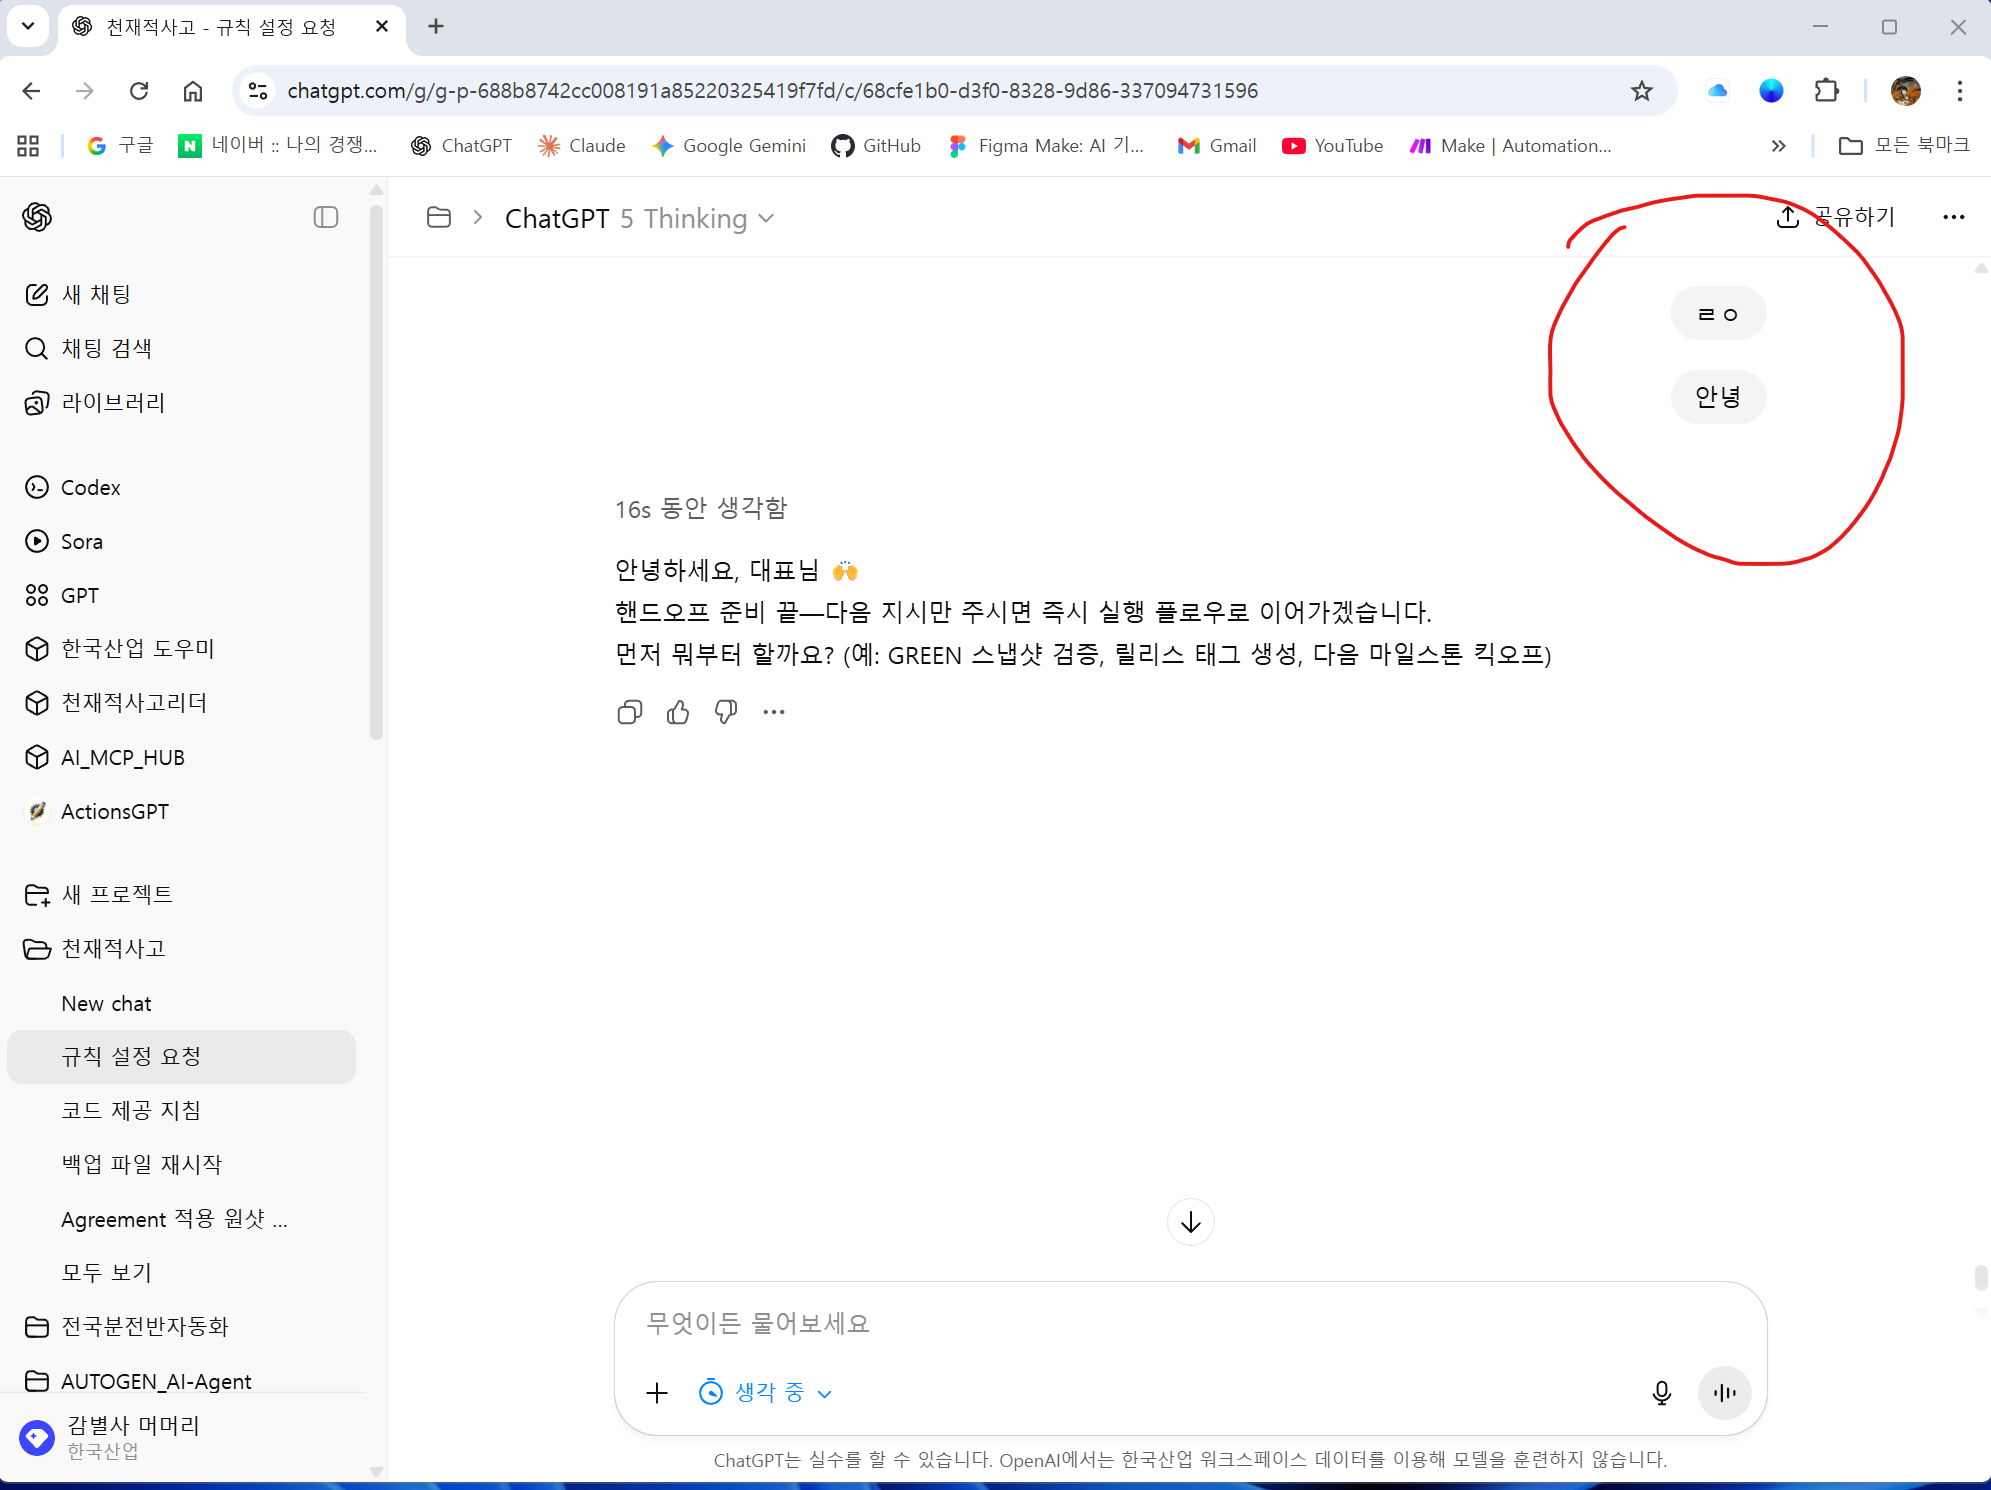 천재적사고 - 규칙 설정 요청
chatgpt.com/g/g-p-688b8742cc008191a85220325419f7fd/c/68cfe1b0-d3f0-8328-9d86-337094731596
구글
네이버 :: 나의 경쟁...
ChatGPT
Claude
Google Gemini
GitHub
Figma Make: AI 기...
Gmail
YouTube
Make | Automation...
모든 북마크
ChatGPT 5 Thinking
공유하기
새 채팅
채팅 검색
라이브러리
Codex
Sora
GPT
한국산업 도우미
천재적사고리더
AI_MCP_HUB
ActionsGPT
새 프로젝트
천재적사고
New chat
규칙 설정 요청
코드 제공 지침
백업 파일 재시작
Agreement 적용 원샷 ...
모두 보기
전국분전반자동화
AUTOGEN_AI-Agent
감별사 머머리
한국산업
ㄹㅇ
안녕
16s 동안 생각함
안녕하세요, 대표님 🙌
핸드오프 준비 끝—다음 지시만 주시면 즉시 실행 플로우로 이어가겠습니다.
먼저 뭐부터 할까요? (예: GREEN 스냅샷 검증, 릴리스 태그 생성, 다음 마일스톤 킥오프)
무엇이든 물어보세요
생각 중
ChatGPT는 실수를 할 수 있습니다. OpenAI에서는 한국산업 워크스페이스 데이터를 이용해 모델을 훈련하지 않습니다.